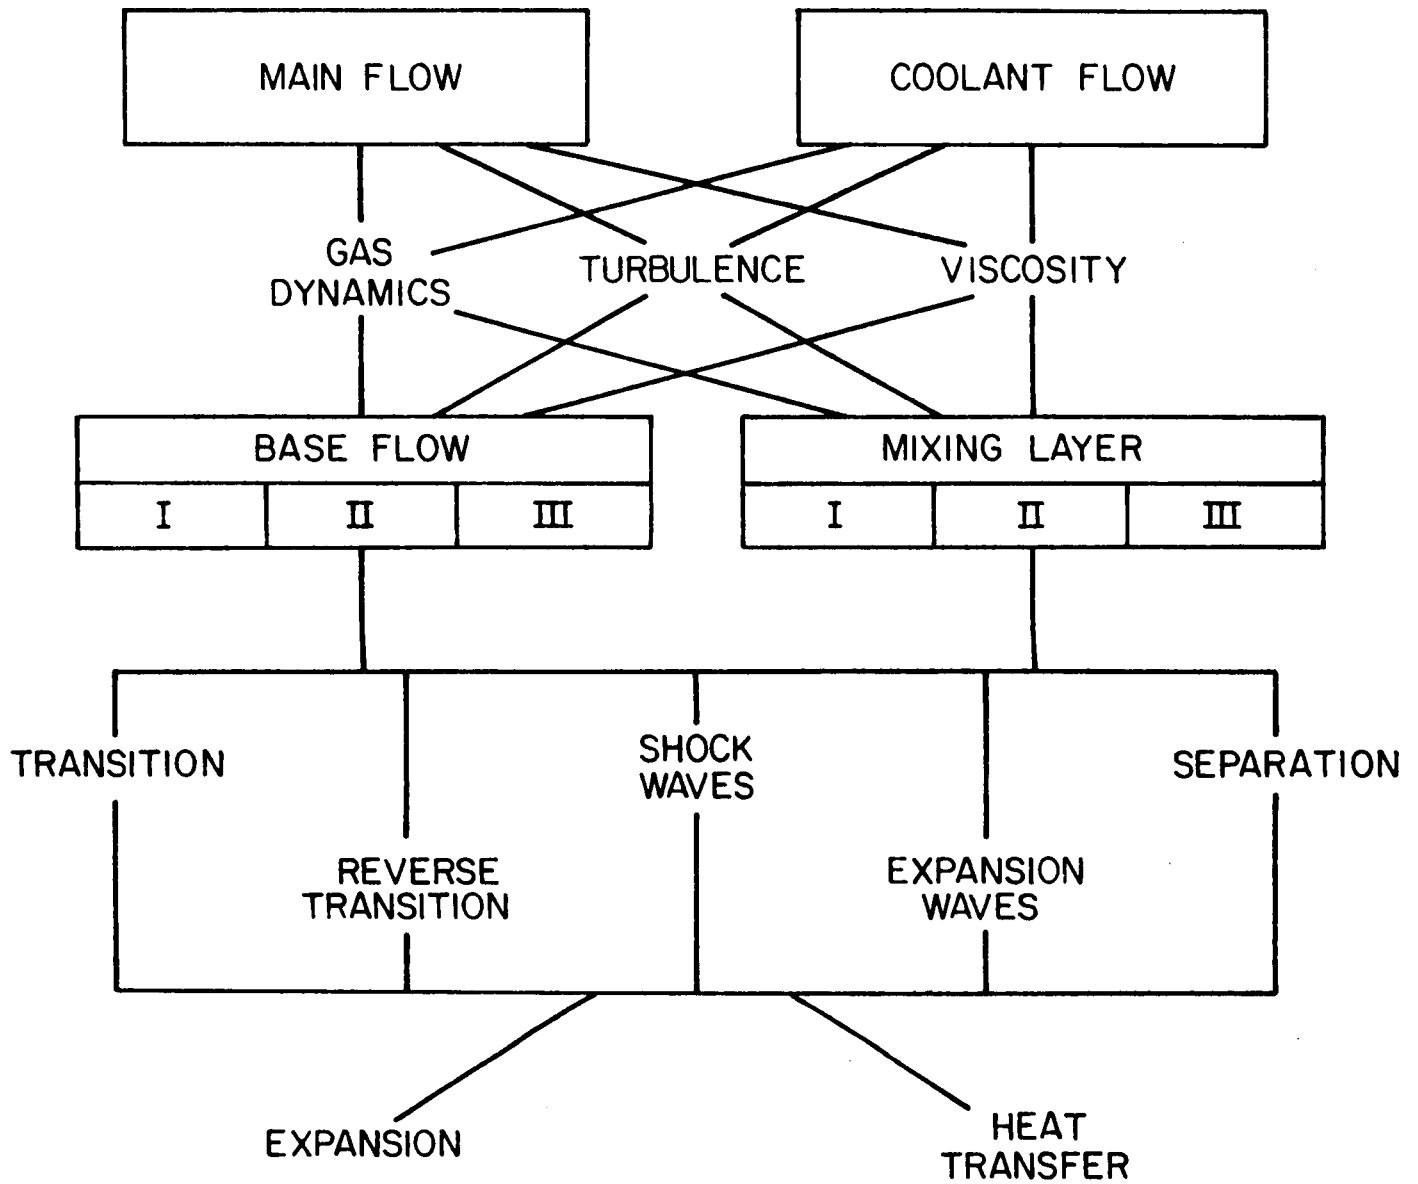 MAIN FLOW
COOLANT FLOW
GAS
DYNAMICS
TURBULENCE
VISCOSITY
BASE FLOW
I
II
III
MIXING LAYER
I
II
III
TRANSITION
REVERSE
TRANSITION
SHOCK
WAVES
EXPANSION
WAVES
SEPARATION
EXPANSION
HEAT
TRANSFER